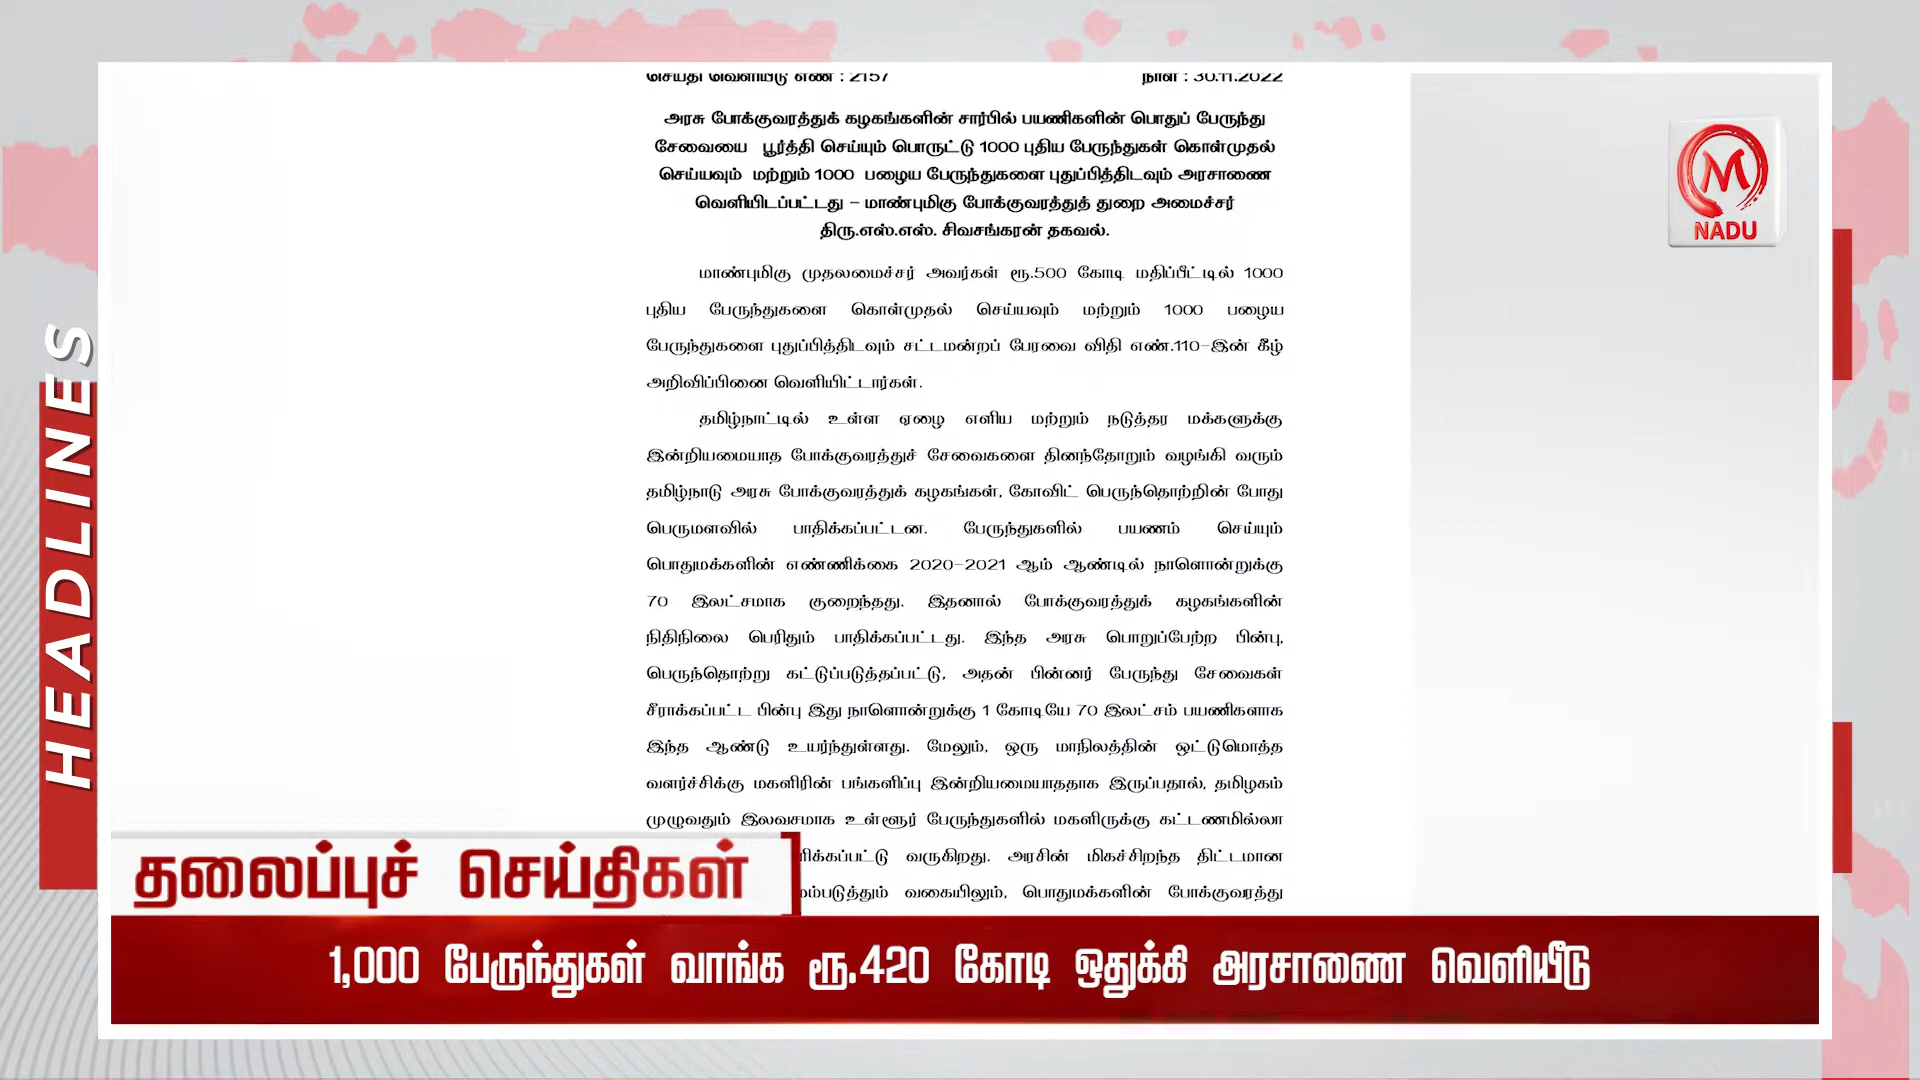 செய்தி வெளியீடு எண் : 2157 நாள் : 30.11.2022
அரசு போக்குவரத்துக் கழகங்களின் சார்பில் பயணிகளின் பொதுப் பேருந்து
சேவையை பூர்த்தி செய்யும் பொருட்டு 1000 புதிய பேருந்துகள் கொள்முதல்
செய்யவும் மற்றும் 1000 பழைய பேருந்துகளை புதுப்பித்திடவும் அரசாணை
வெளியிடப்பட்டது – மாண்புமிகு போக்குவரத்துத் துறை அமைச்சர்
திரு.எஸ்.எஸ். சிவசங்கரன் தகவல்.
மாண்புமிகு முதலமைச்சர் அவர்கள் ரூ.500 கோடி மதிப்பீட்டில் 1000
புதிய பேருந்துகளை கொள்முதல் செய்யவும் மற்றும் 1000 பழைய
பேருந்துகளை புதுப்பித்திடவும் சட்டமன்றப் பேரவை விதி எண்.110–இன் கீழ்
அறிவிப்பினை வெளியிட்டார்கள்.
தமிழ்நாட்டில் உள்ள ஏழை எளிய மற்றும் நடுத்தர மக்களுக்கு
இன்றியமையாத போக்குவரத்துச் சேவைகளை தினந்தோறும் வழங்கி வரும்
தமிழ்நாடு அரசு போக்குவரத்துக் கழகங்கள், கோவிட் பெருந்தொற்றின் போது
பெருமளவில் பாதிக்கப்பட்டன. பேருந்துகளில் பயணம் செய்யும்
பொதுமக்களின் எண்ணிக்கை 2020–2021 ஆம் ஆண்டில் நாளொன்றுக்கு
70 இலட்சமாக குறைந்தது. இதனால் போக்குவரத்துக் கழகங்களின்
நிதிநிலை பெரிதும் பாதிக்கப்பட்டது. இந்த அரசு பொறுப்பேற்ற பின்பு,
பெருந்தொற்று கட்டுப்படுத்தப்பட்டு, அதன் பின்னர் பேருந்து சேவைகள்
சீராக்கப்பட்ட பின்பு இது நாளொன்றுக்கு 1 கோடியே 70 இலட்சம் பயணிகளாக
இந்த ஆண்டு உயர்ந்துள்ளது. மேலும், ஒரு மாநிலத்தின் ஒட்டுமொத்த
வளர்ச்சிக்கு மகளிரின் பங்களிப்பு இன்றியமையாததாக இருப்பதால், தமிழகம்
முழுவதும் இலவசமாக உள்ளூர் பேருந்துகளில் மகளிருக்கு கட்டணமில்லா
வருகிறது. அரசின் மிகச்சிறந்த திட்டமான
வகையிலும், பொதுமக்களின் போக்குவரத்து
M
NADU
HEADLINES
தலைப்புச் செய்திகள்
1,000 பேருந்துகள் வாங்க ரூ.420 கோடி ஒதுக்கி அரசாணை வெளியீடு